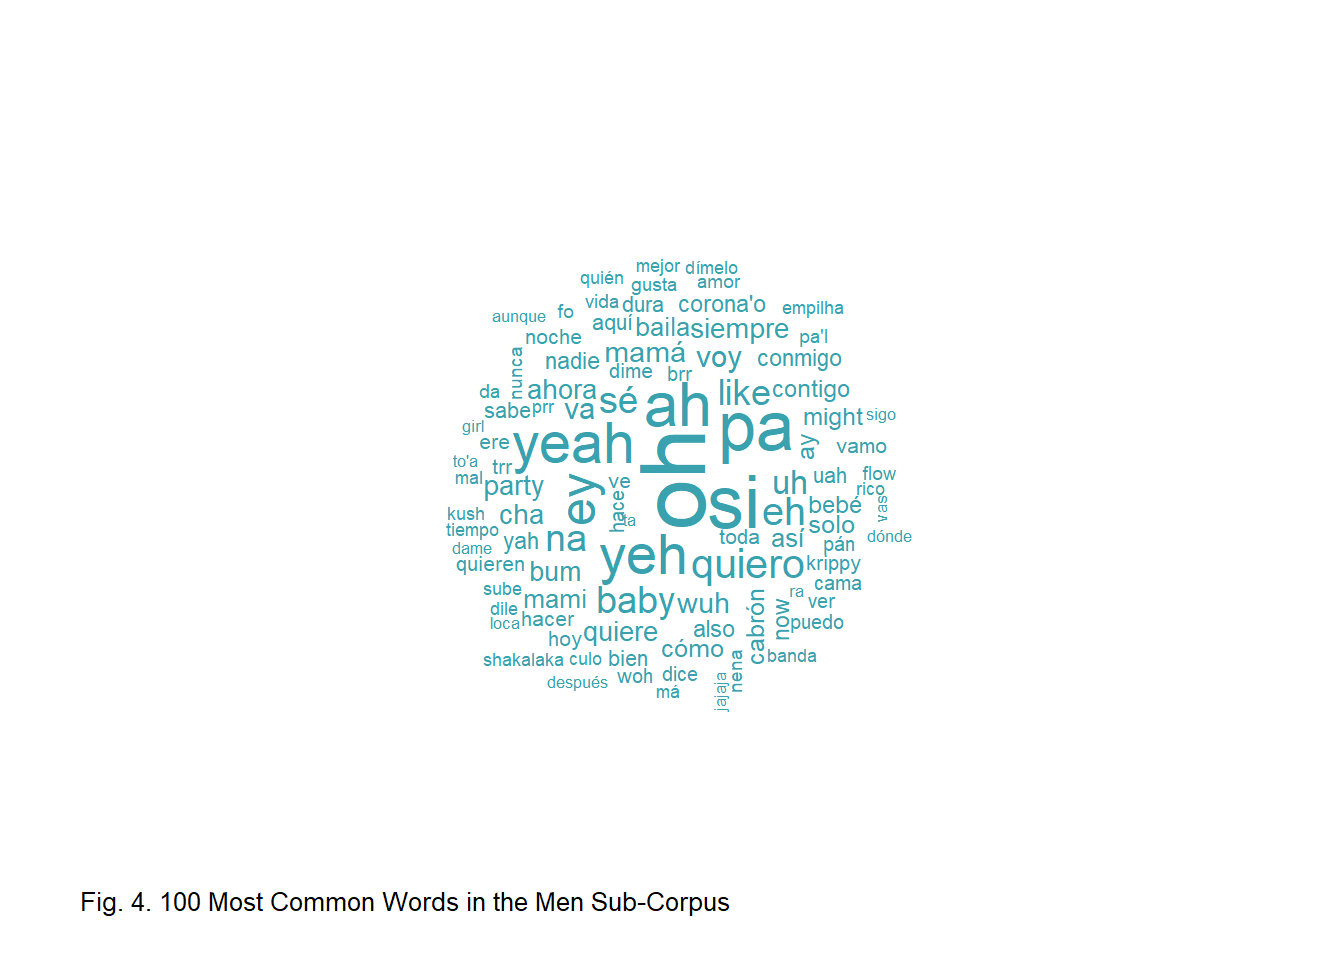 mejor dímelo
quién gusta amor
vida dura corona'o empilha
aunque fo aquí baila siempre
noche pa'l
nadie mamá voy conmigo
nunca dime brr
da ahora sé ah like contigo
sabe prr va pa might sigo
girl yeah oh ay
ere vamo
to'a trr ve uh uah flow
mal party ey hace si rico
kush cha ta eh bebé vas
tiempo solo
dame yah na toda así pán dónde
quieren bum yeh quiero krippy
sube mami baby wuh cama
dile ra ver
loca hacer cabrón now puedo
hoy quiere also
shakalaka culo bien cómo banda
después woh dice nena
má jajaja
Fig. 4. 100 Most Common Words in the Men Sub-Corpus